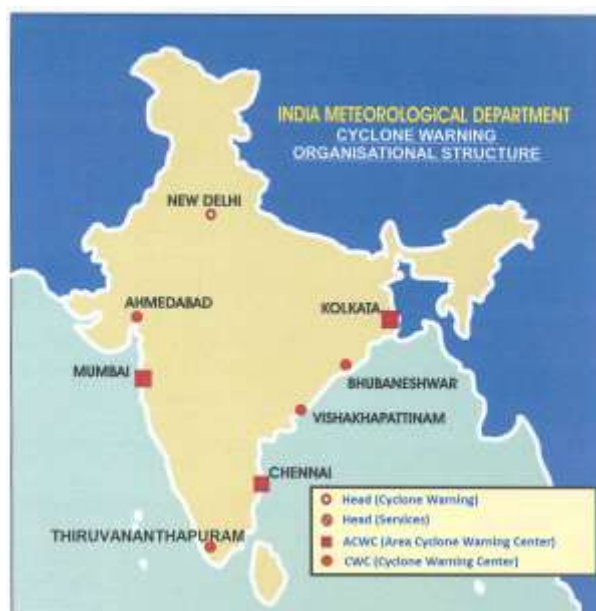 INDIA METEOROLOGICAL DEPARTMENT
CYCLONE WARNING
ORGANISATIONAL STRUCTURE
NEW DELHI
AHMEDABAD
KOLKATA
MUMBAI
BHUBANESHWAR
VISHAKHAPATTINAM
CHENNAI
THIRUVANANTHAPURAM
Head (Cyclone Warning)
Head (Services)
ACWC (Area Cyclone Warning Center)
CWC (Cyclone Warning Center)